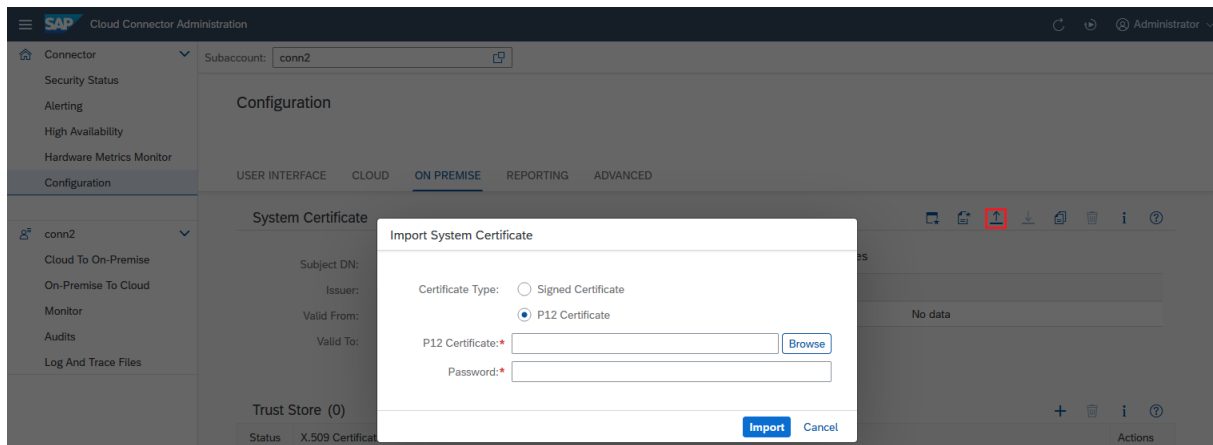 SAP Cloud Connector Administration Administrator
Connector
Subaccount: conn2
Security Status
Alerting
High Availability
Hardware Metrics Monitor
Configuration
conn2
Cloud To On-Premise
On-Premise To Cloud
Monitor
Audits
Log And Trace Files
Configuration
USER INTERFACE CLOUD ON PREMISE REPORTING ADVANCED
System Certificate
Subject DN:
Issuer:
Valid From:
Valid To:
es
No data
Import System Certificate
Certificate Type: Signed Certificate
P12 Certificate
P12 Certificate:* Browse
Password:*
Import Cancel
Trust Store (0)
Status X.509 Certificat Actions